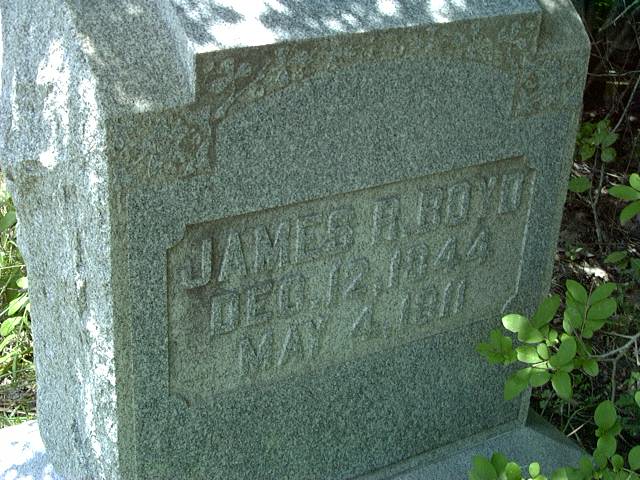 JAMES R. BOYD
DEC. 12, 1844
MAY 4, 1911